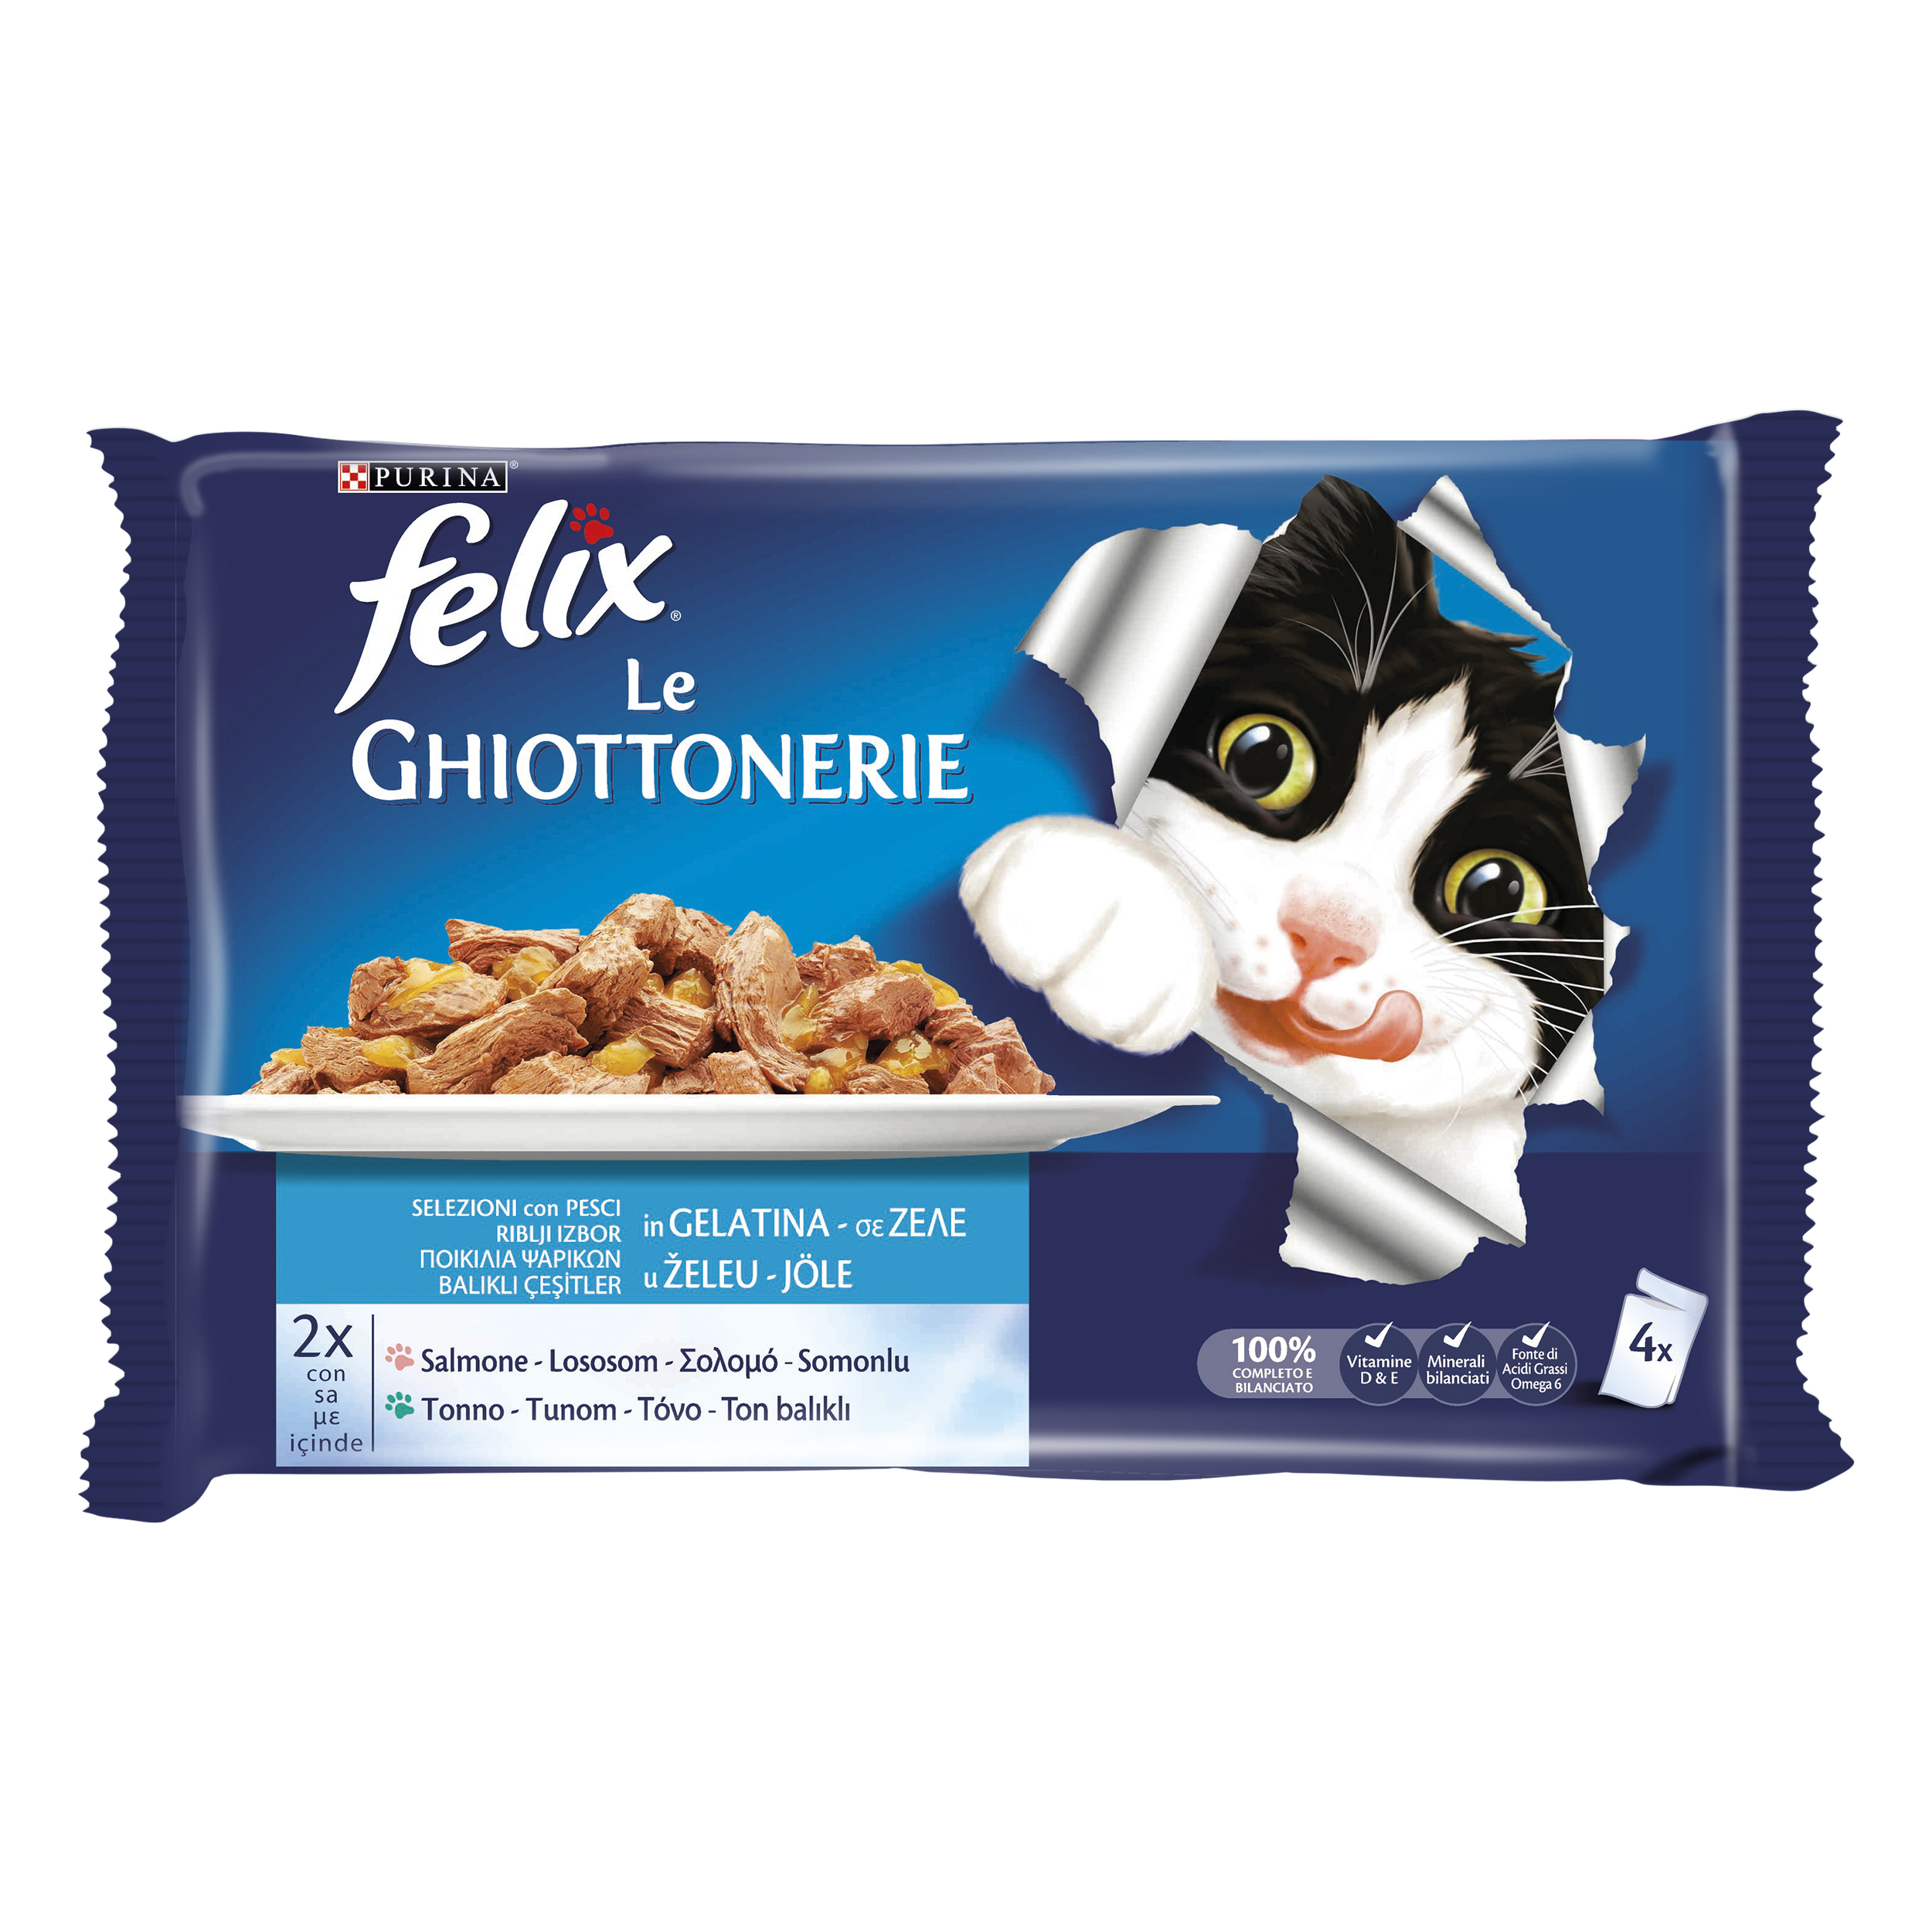 PURINA®
felix®
Le
GHIOTTONERIE
SELEZIONI con PESCI
RIBLJI IZBOR
ΠΟΙΚΙΛΙΑ ΨΑΡΙΚΩΝ
BALIKLI ÇEŞİTLER
in GELATINA - σε ΖΕΛΕ
u ŽELEU - JÖLE
2x
con
sa
με
içinde
Salmone - Lososom - Σολομό - Somonlu
Tonno - Tunom - Τόνο - Ton balıklı
100%
COMPLETO E
BILANCIATO
Vitamine
D & E
Minerali
bilanciati
Fonte di
Acidi Grassi
Omega 6
4x